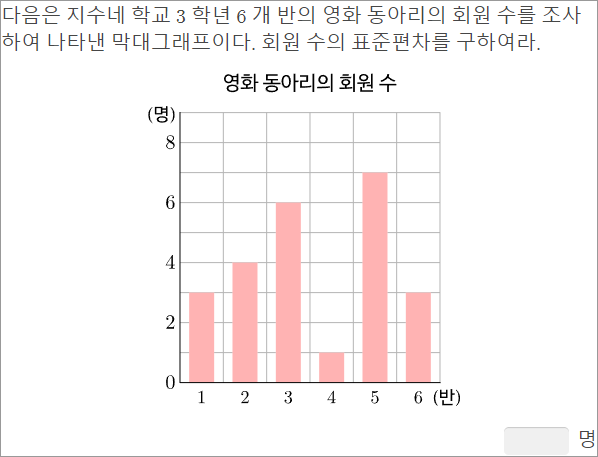 다음은 지수네 학교 3 학년 6 개 반의 영화 동아리의 회원 수를 조사
하여 나타낸 막대그래프이다. 회원 수의 표준편차를 구하여라.
영화 동아리의 회원 수
(명)
8
6
4
2
0
1 2 3 4 5 6 (반)
명